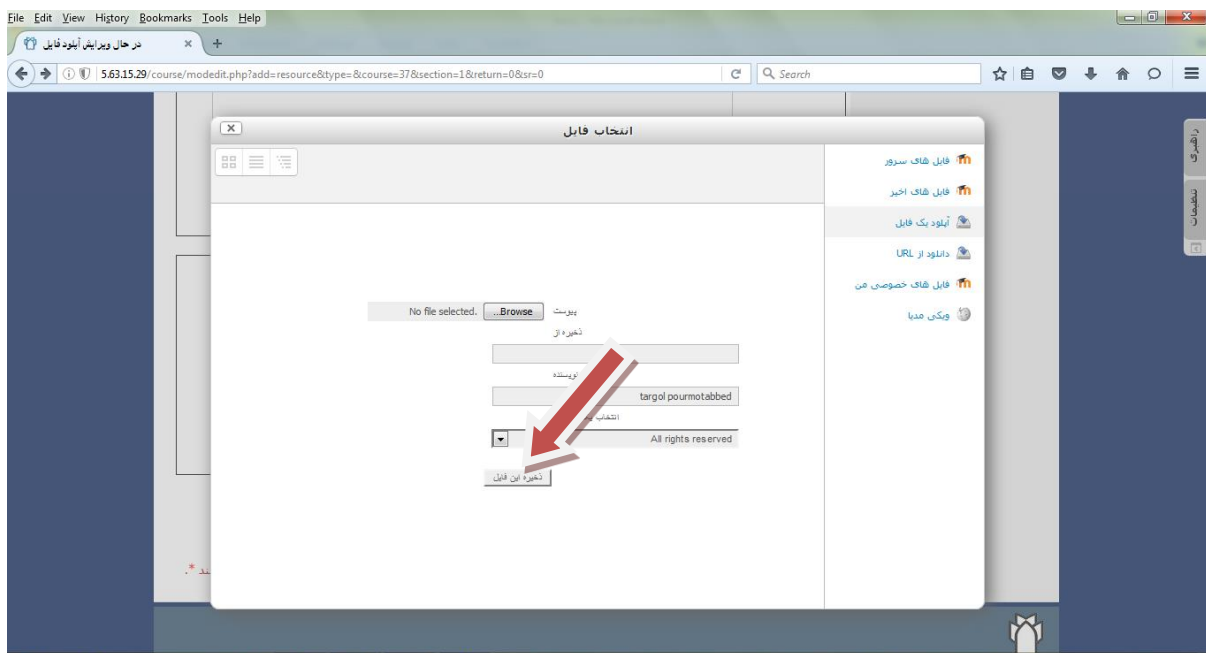 File Edit View History Bookmarks Tools Help
در حال ویرایش آپلود فایل
5.63.15.29/course/modedit.php?add=resource&type=&course=37&section=1&return=0&sr=0
Search
انتخاب فایل
راهبری
تنظیمات
فایل های سرور
فایل های اخیر
آپلود یک فایل
دانلود از URL
فایل های خصوصی من
ویکی مدیا
پیوست
Browse...
No file selected.
ذخیره از
نویسنده
targol pourmotabbed
انتخاب
All rights reserved
ذخیره این فایل
ند *.